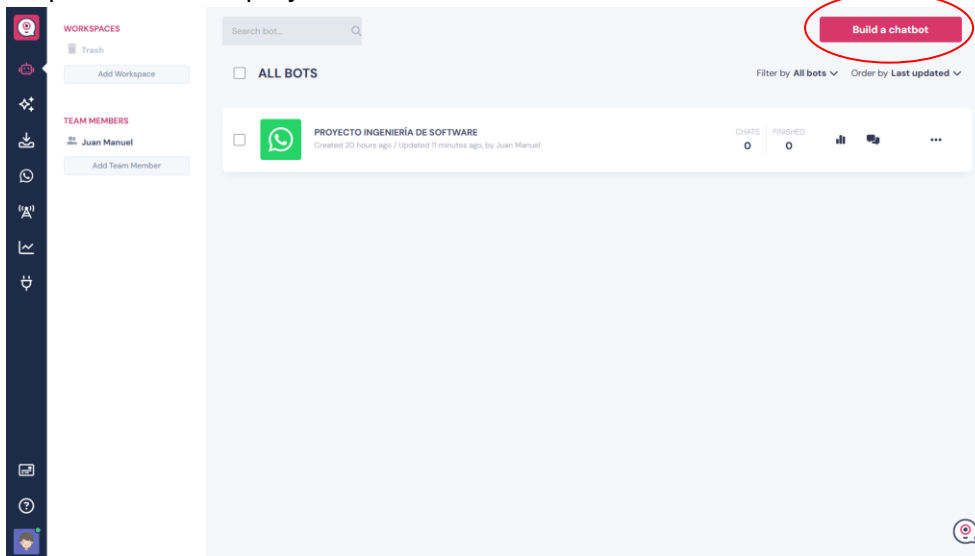 WORKSPACES
Trash
Add Workspace
TEAM MEMBERS
Juan Manuel
Add Team Member
Search bot...
Build a chatbot
ALL BOTS
Filter by All bots
Order by Last updated
PROYECTO INGENIERÍA DE SOFTWARE
Created 20 hours ago / Updated 11 minutes ago, by Juan Manuel
CHATS
0
FINISHED
0